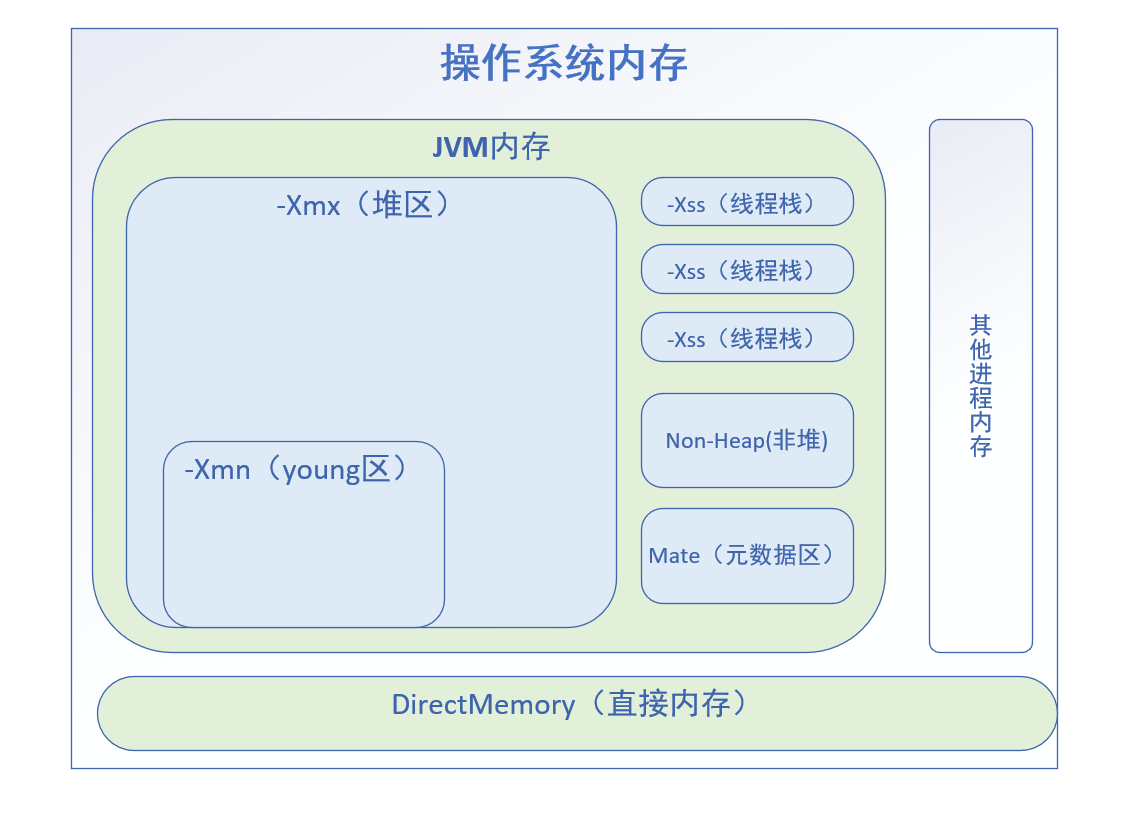 操作系统内存
JVM内存
-Xmx（堆区）
-Xss（线程栈）
-Xss（线程栈）
-Xss（线程栈）
Non-Heap(非堆)
-Xmn（young区）
Mate（元数据区）
其他进程内存
DirectMemory（直接内存）